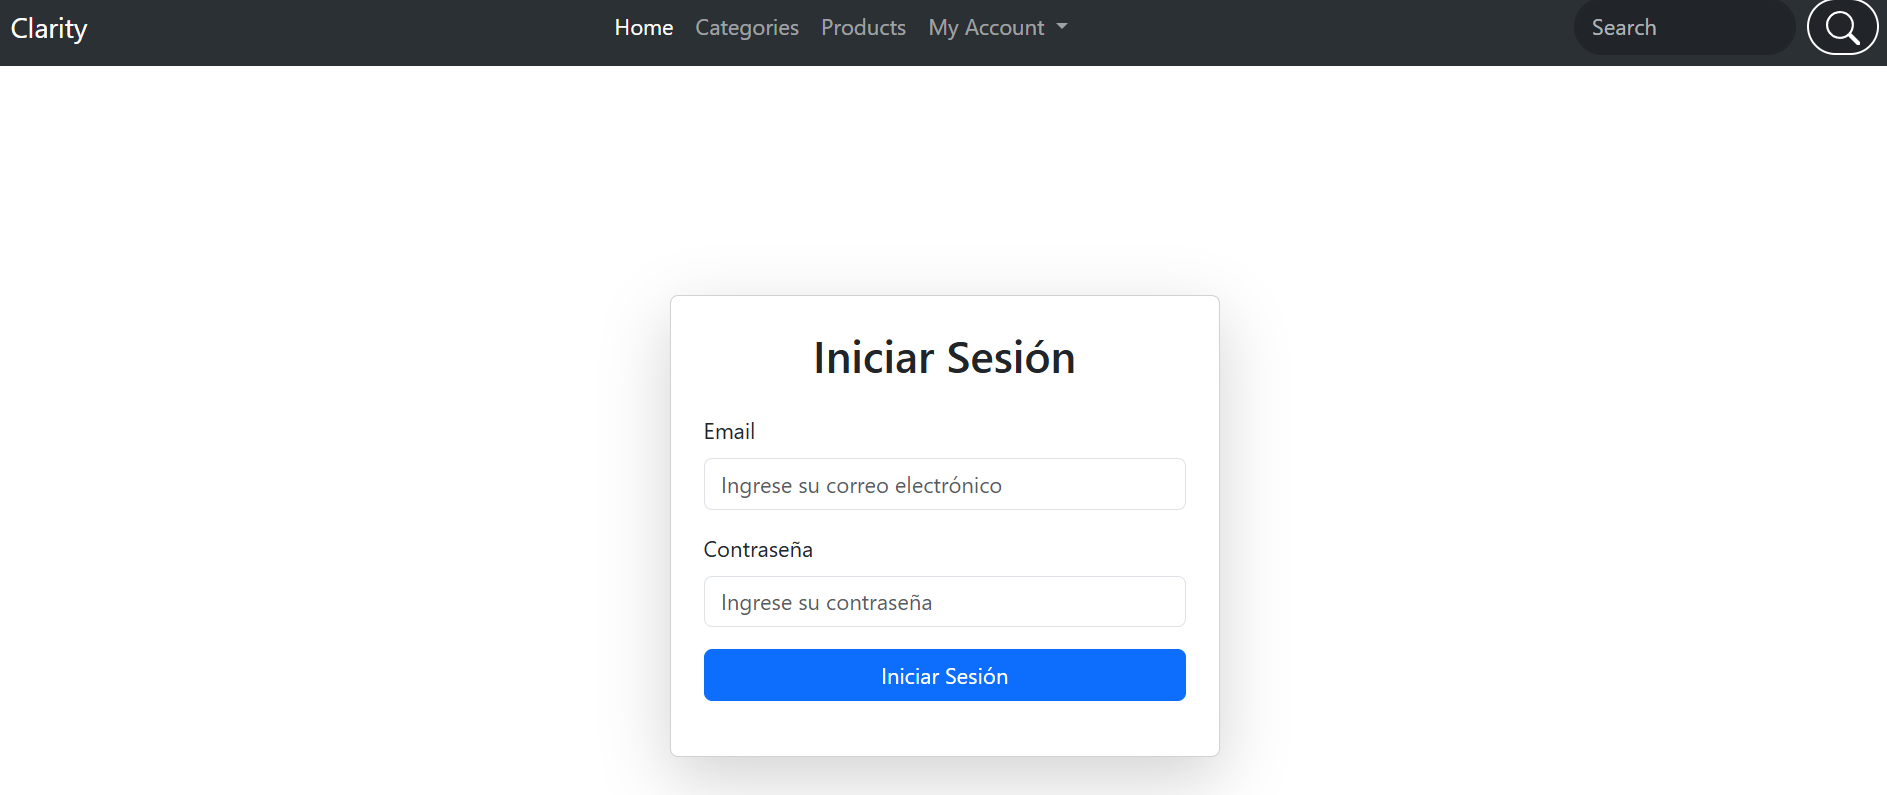 Clarity
Home Categories Products My Account
Search
Iniciar Sesión
Email
Ingrese su correo electrónico
Contraseña
Ingrese su contraseña
Iniciar Sesión